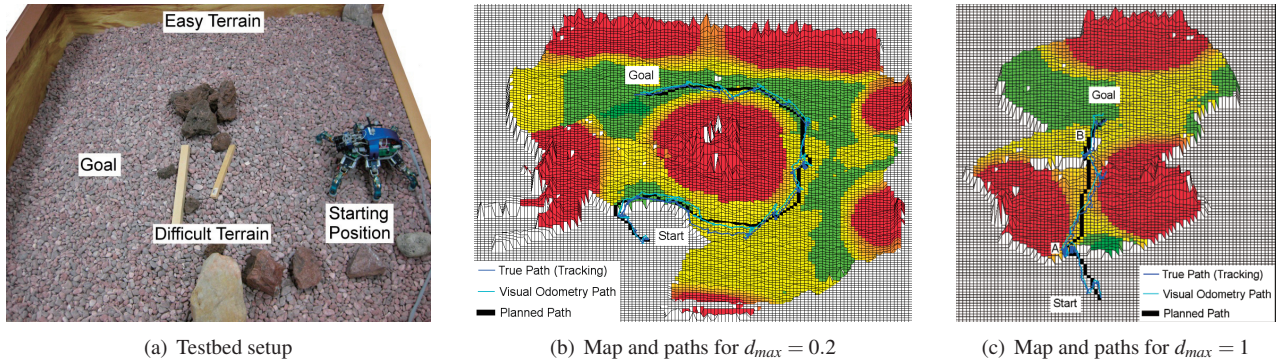 Easy Terrain
Goal
Difficult Terrain
Starting
Position
(a) Testbed setup
Goal
Start
True Path (Tracking)
Visual Odometry Path
Planned Path
(b) Map and paths for dmax = 0.2
Goal
B
A
Start
True Path (Tracking)
Visual Odometry Path
Planned Path
(c) Map and paths for dmax = 1